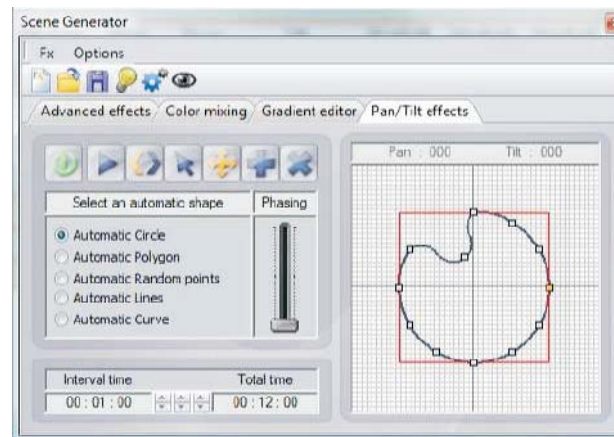 Scene Generator
Fx Options
Advanced effects Color mixing Gradient editor Pan/Tilt effects
Pan : 000 Tilt : 000
Select an automatic shape Phasing
Automatic Circle
Automatic Polygon
Automatic Random points
Automatic Lines
Automatic Curve
Interval time Total time
00 : 01 : 00 00 : 12 : 00